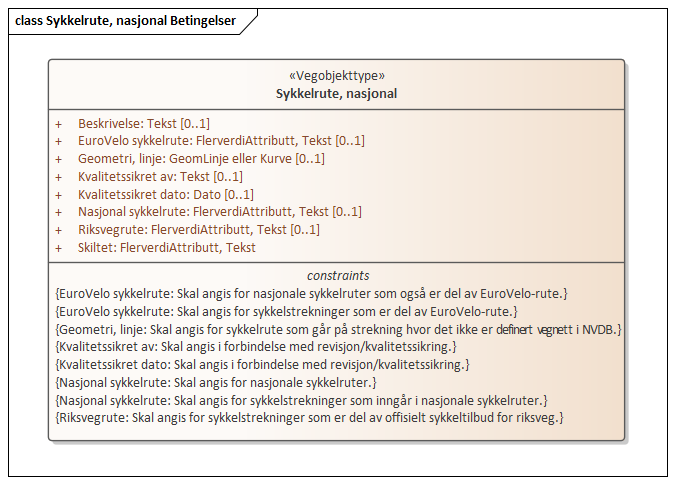 class Sykkelrute, nasjonal Betingelser
«Vegobjekttype»
Sykkelrute, nasjonal
+ Beskrivelse: Tekst [0..1]
+ EuroVelo sykkelrute: FlerverdiAttributt, Tekst [0..1]
+ Geometri, linje: GeomLinje eller Kurve [0..1]
+ Kvalitetssikret av: Tekst [0..1]
+ Kvalitetssikret dato: Dato [0..1]
+ Nasjonal sykkelrute: FlerverdiAttributt, Tekst [0..1]
+ Riksvegrute: FlerverdiAttributt, Tekst [0..1]
+ Skiltet: FlerverdiAttributt, Tekst
constraints
{EuroVelo sykkelrute: Skal angis for nasjonale sykkelruter som også er del av EuroVelo-rute.}
{EuroVelo sykkelrute: Skal angis for sykkelstrekninger som er del av EuroVelo-rute.}
{Geometri, linje: Skal angis for sykkelrute som går på strekning hvor det ikke er definert vegnett i NVDB.}
{Kvalitetssikret av: Skal angis i forbindelse med revisjon/kvalitetssikring.}
{Kvalitetssikret dato: Skal angis i forbindelse med revisjon/kvalitetssikring.}
{Nasjonal sykkelrute: Skal angis for nasjonale sykkelruter.}
{Nasjonal sykkelrute: Skal angis for sykkelstrekninger som inngår i nasjonale sykkelruter.}
{Riksvegrute: Skal angis for sykkelstrekninger som er del av offisielt sykkeltilbud for riksveg.}